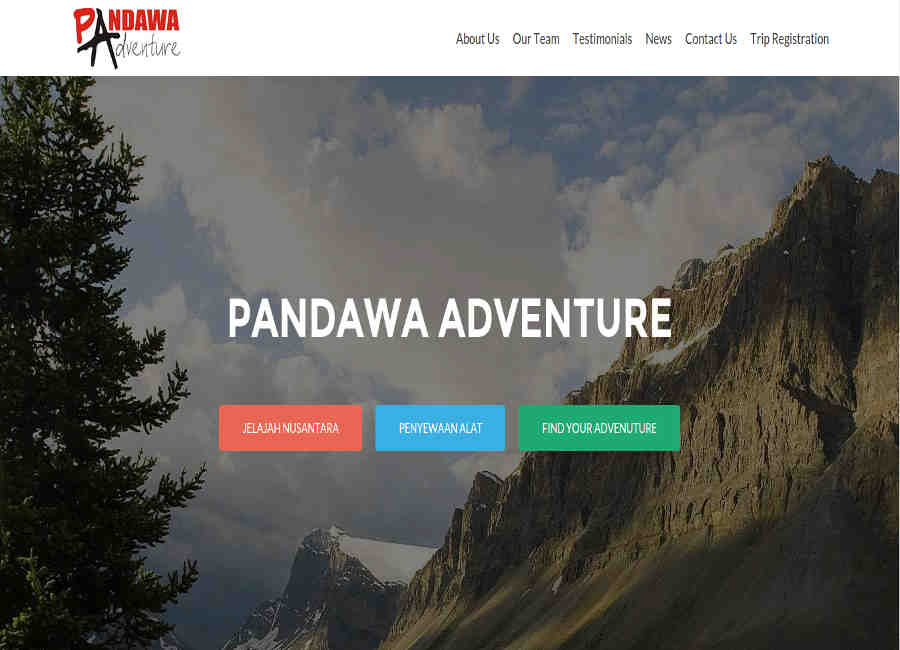 PANDAWA
Adventure
About Us Our Team Testimonials News Contact Us Trip Registration
PANDAWA ADVENTURE
JELAJAH NUSANTARA PENYEWAAN ALAT FIND YOUR ADVENUTURE